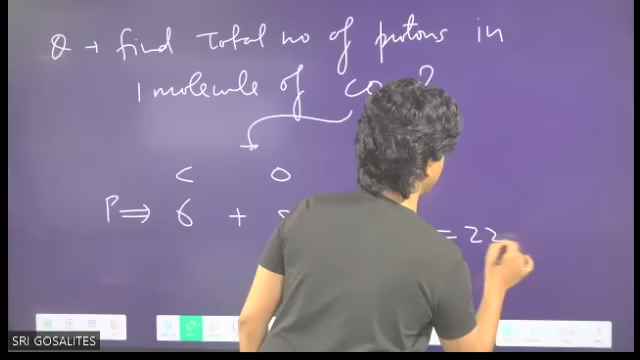 Q → find Total no of protons in
1 molecule of CO ?
C O
P ⇒ 6 +
= 22
SRI GOSALITES